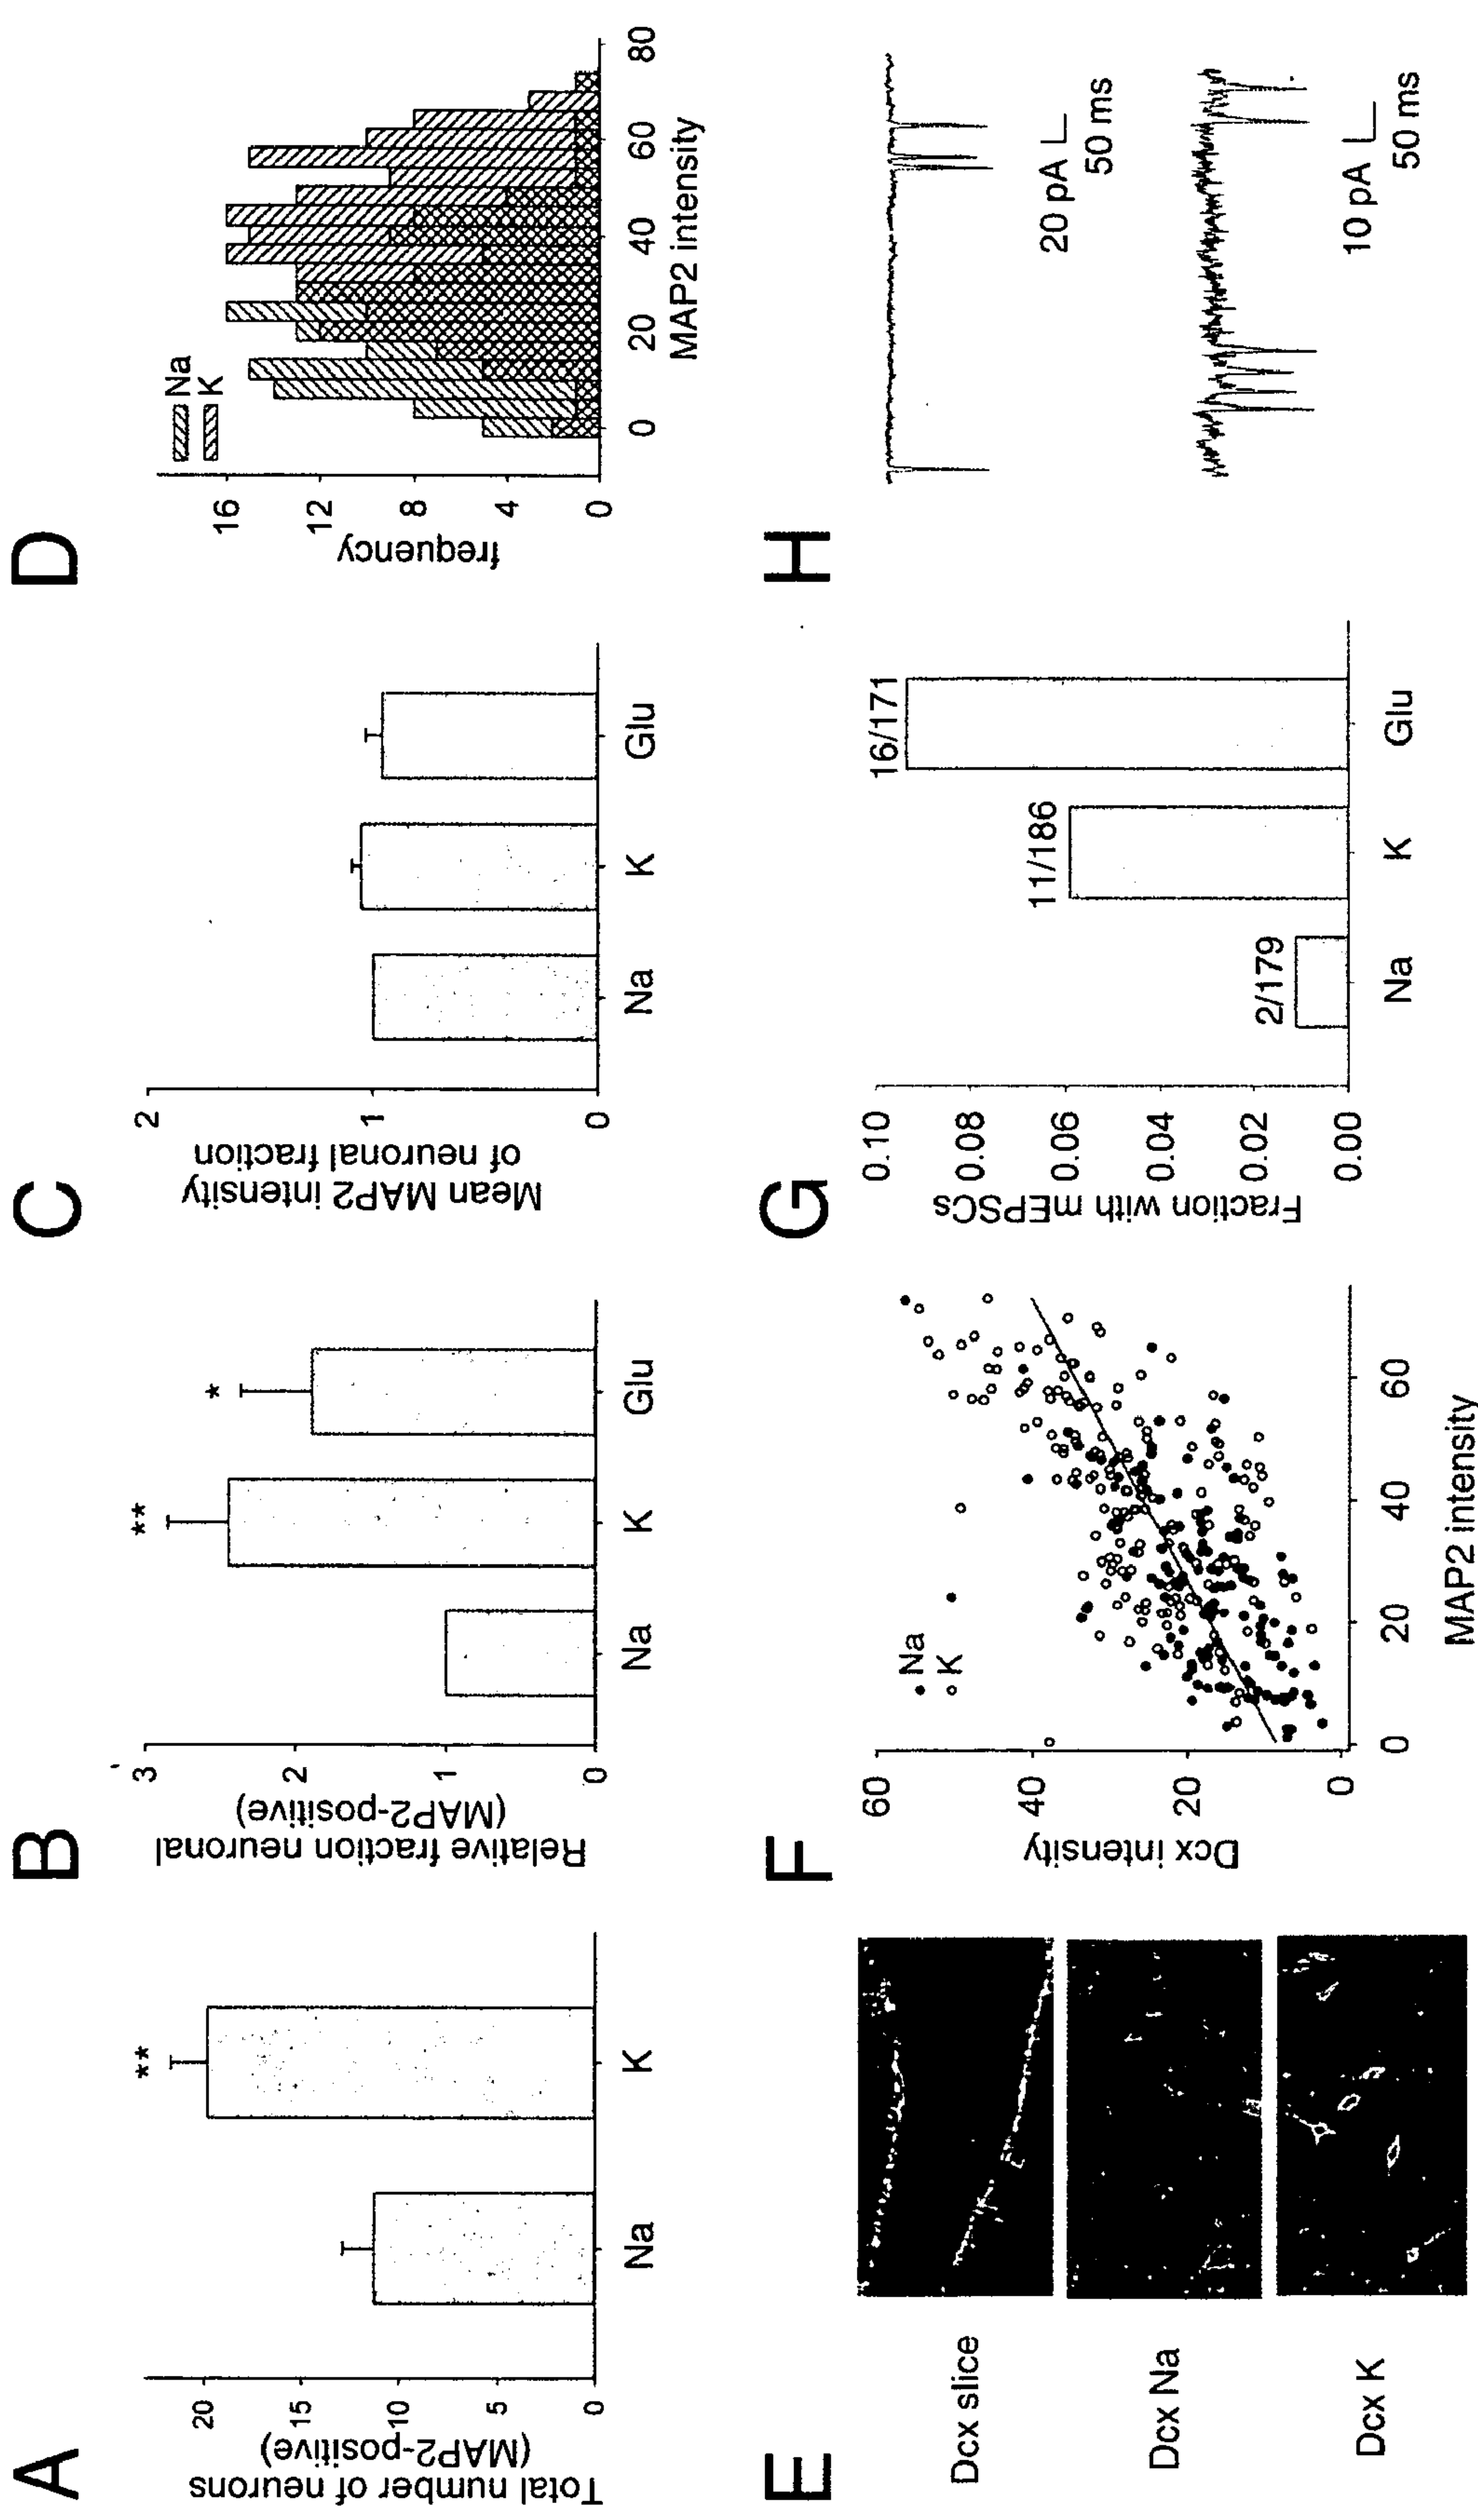 A
Total number of neurons
(MAP2-positive)
20
15
10
5
0
**
Na
K
B
Relative fraction neuronal
(MAP2-positive)
3
2
1
0
**
*
Na
K
Glu
C
Mean MAP2 intensity
of neuronal fraction
2
1
0
Na
K
Glu
D
frequency
16
12
8
4
0
Na
K
0
20
40
60
80
MAP2 intensity
E
Dcx slice
Dcx Na
Dcx K
F
Dcx intensity
60
40
20
0
Na
K
0
20
40
60
MAP2 intensity
G
Fraction with mEPSCs
0.10
0.08
0.06
0.04
0.02
0.00
2/179
11/186
16/171
Na
K
Glu
H
20 pA
50 ms
10 pA
50 ms